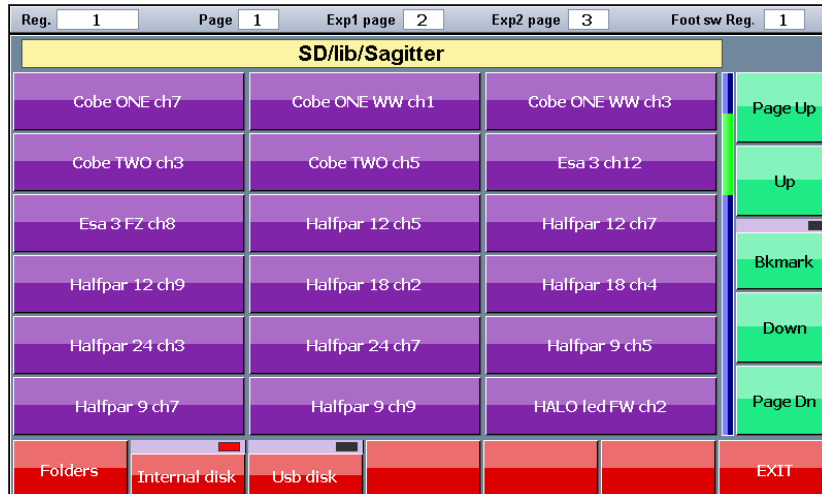 Reg. 1 Page 1 Exp1 page 2 Exp2 page 3 Foot sw Reg. 1
SD/lib/Sagitter
Cobe ONE ch7 Cobe ONE WW ch1 Cobe ONE WW ch3 Page Up
Cobe TWO ch3 Cobe TWO ch5 Esa 3 ch12 Up
Esa 3 FZ ch8 Halfpar 12 ch5 Halfpar 12 ch7
Halfpar 12 ch9 Halfpar 18 ch2 Halfpar 18 ch4 Bkmark
Halfpar 24 ch3 Halfpar 24 ch7 Halfpar 9 ch5 Down
Halfpar 9 ch7 Halfpar 9 ch9 HALO led FW ch2 Page Dn
Folders Internal disk Usb disk EXIT